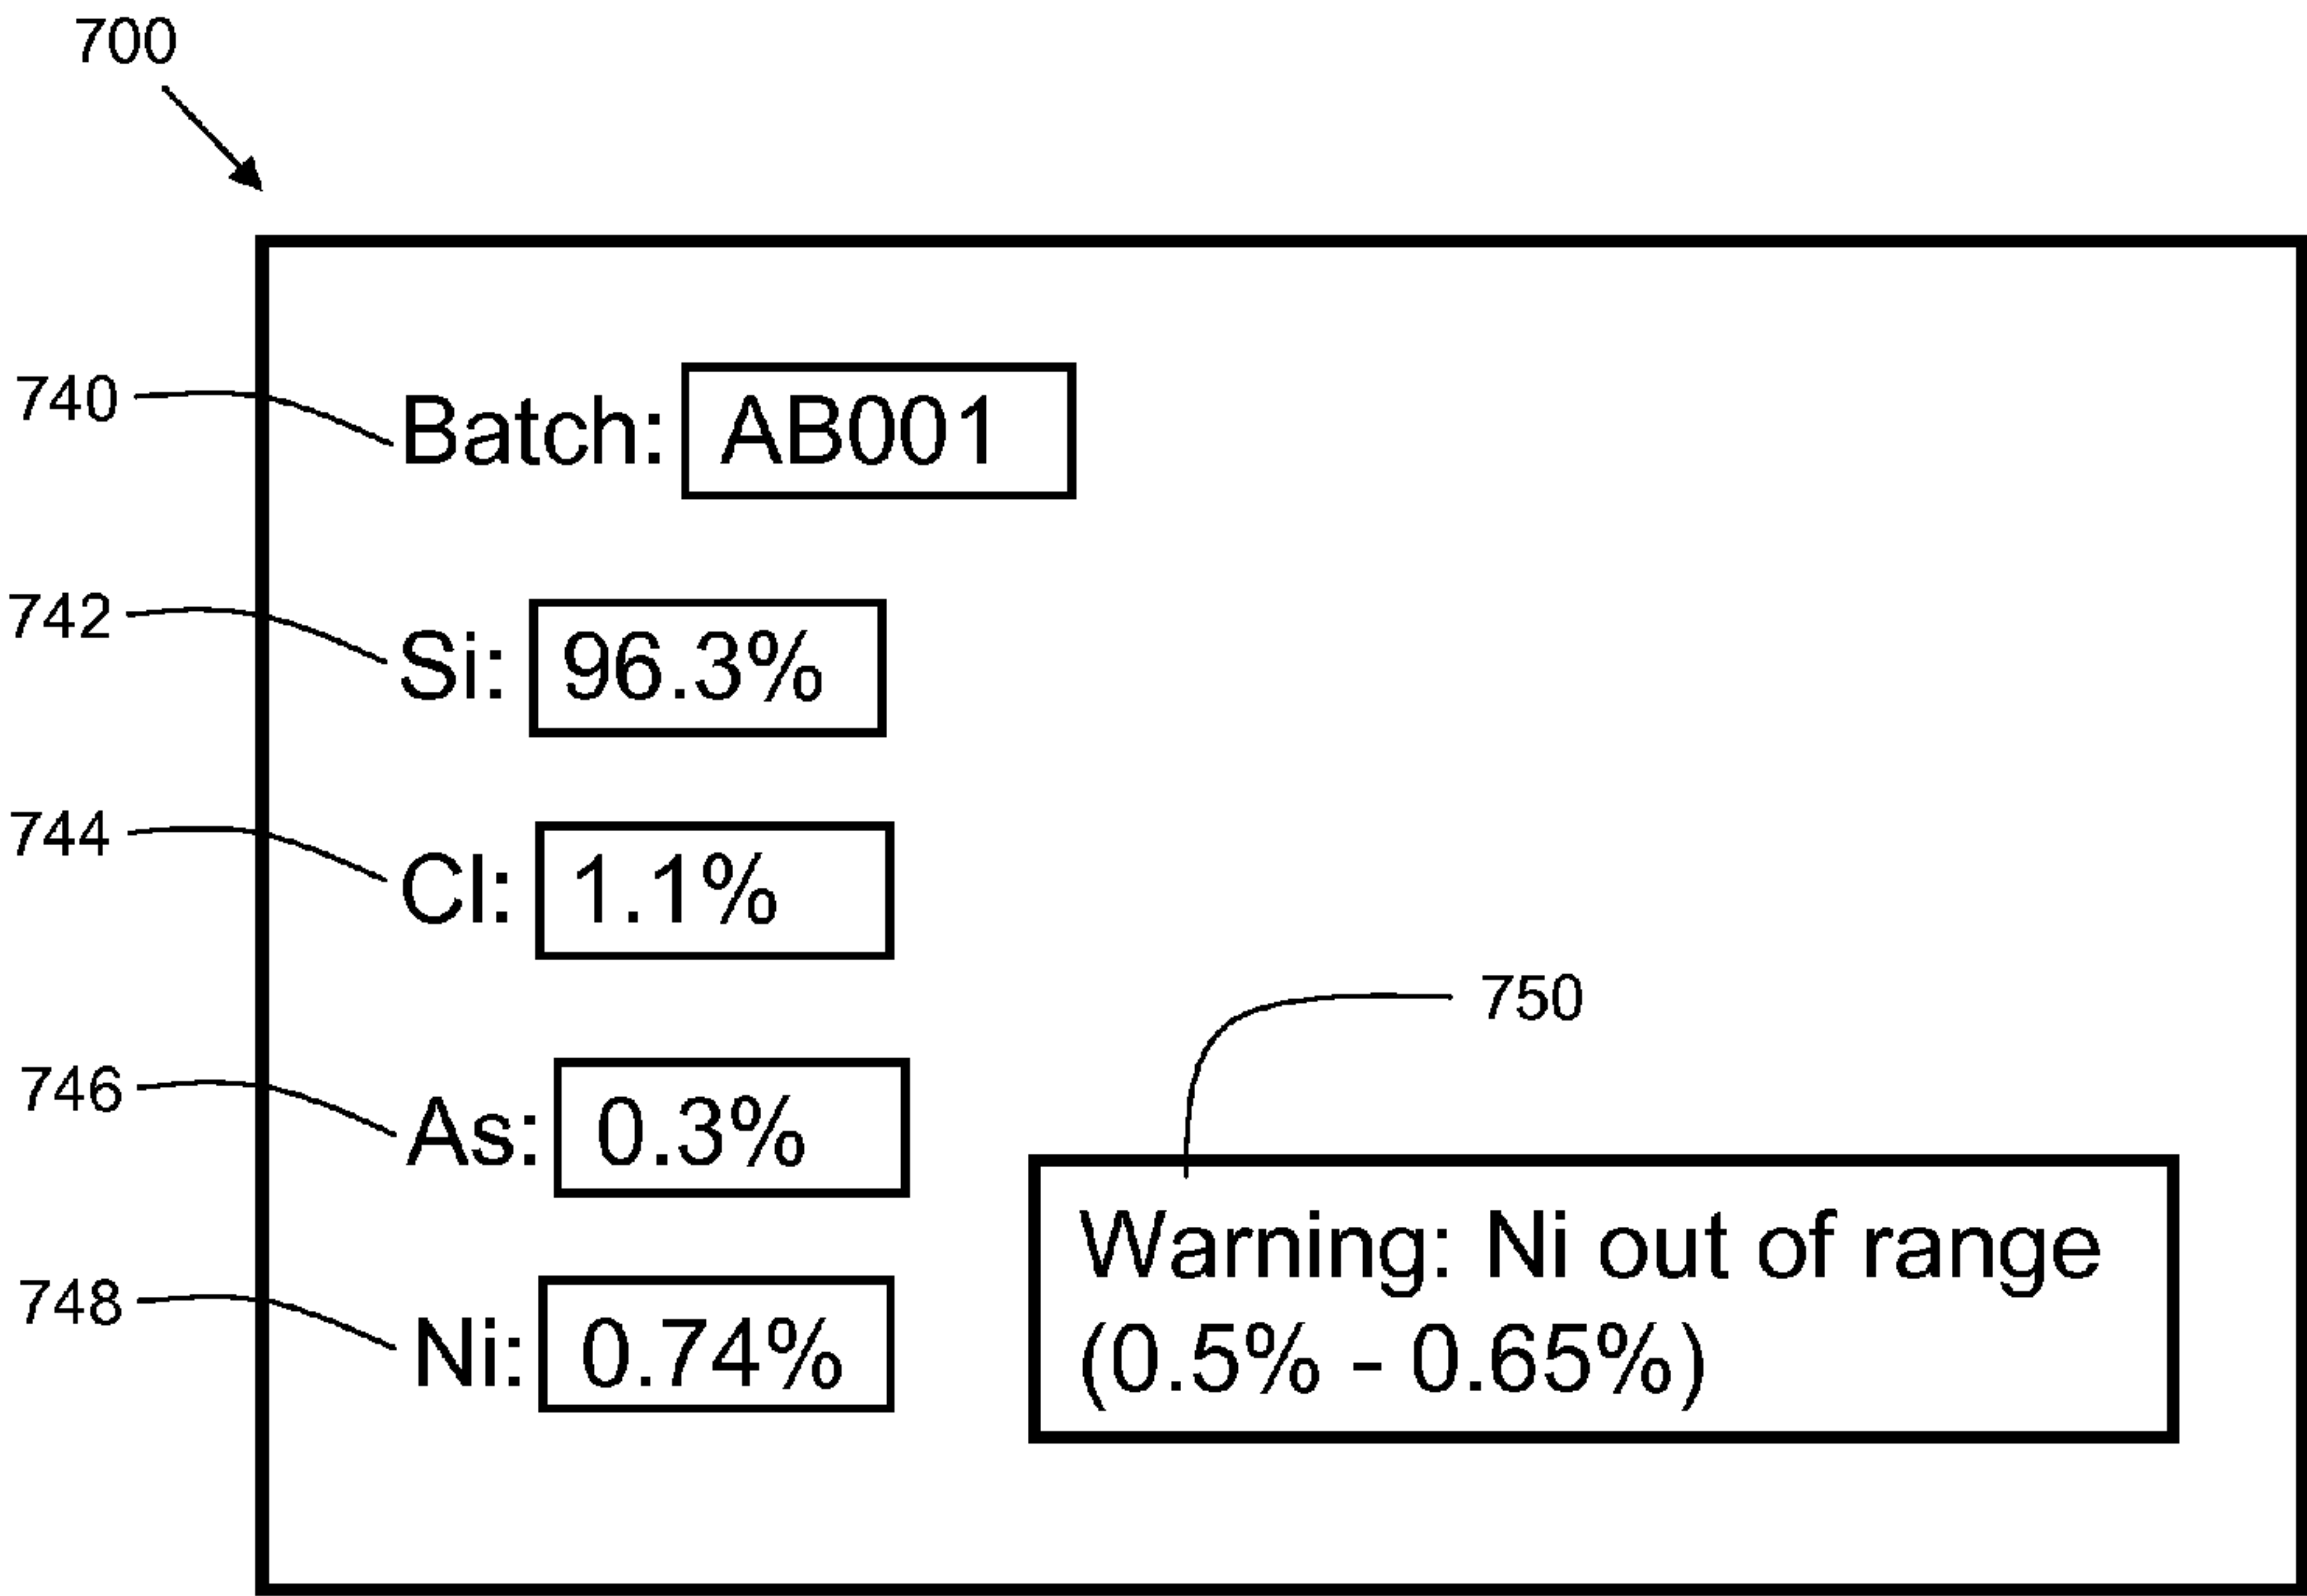 700
740
Batch: AB001
742
Si: 96.3%
744
Cl: 1.1%
750
746
As: 0.3%
Warning: Ni out of range
(0.5% - 0.65%)
748
Ni: 0.74%